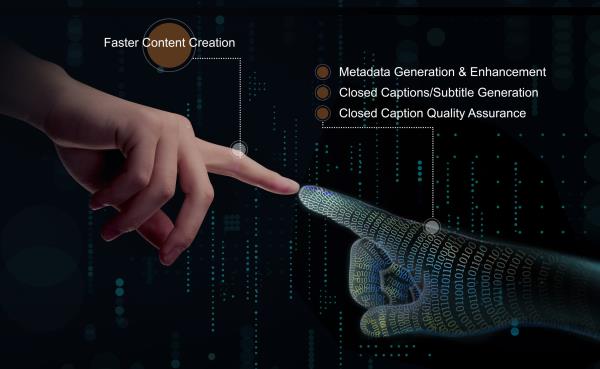 Faster Content Creation
Metadata Generation & Enhancement
Closed Captions/Subtitle Generation
Closed Caption Quality Assurance